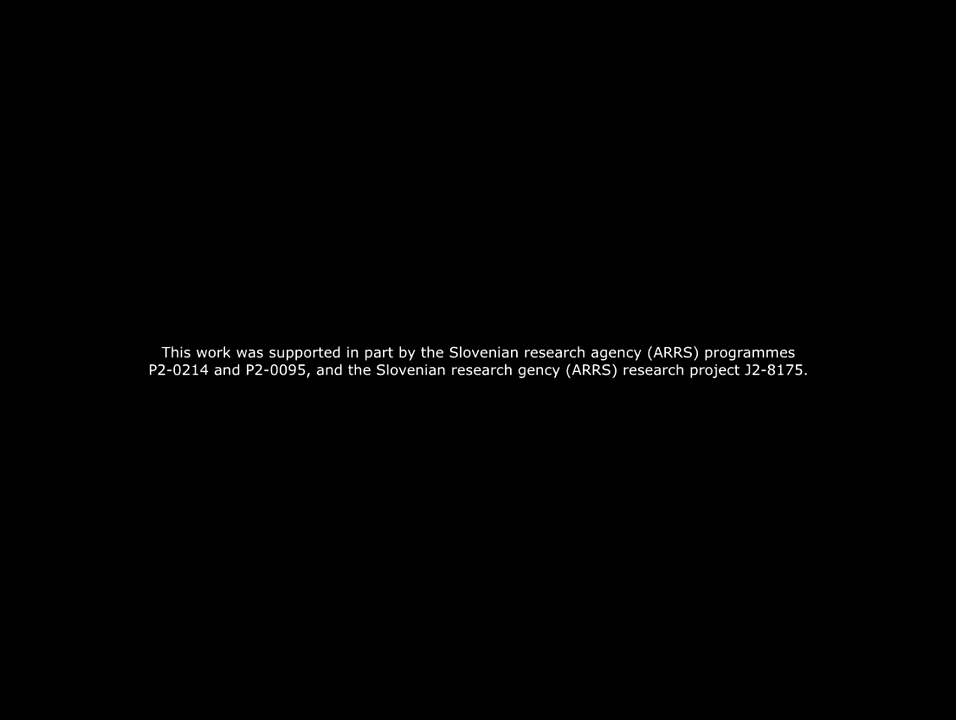 This work was supported in part by the Slovenian research agency (ARRS) programmes
P2-0214 and P2-0095, and the Slovenian research gency (ARRS) research project J2-8175.